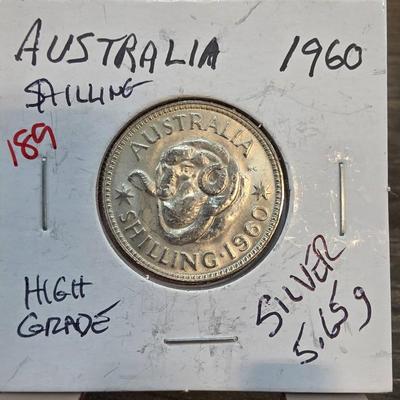 AUSTRALIA 1960
SHILLING
189
AUSTRALIA
SHILLING·1960
HIGH
GRADE
SILVER
5.65g